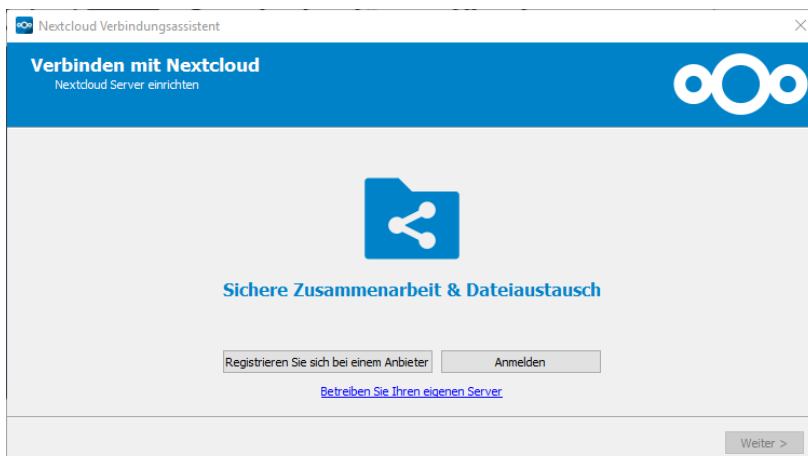 Nextcloud Verbindungsassistent
Verbinden mit Nextcloud
Nextcloud Server einrichten
Sichere Zusammenarbeit & Dateiaustausch
Registrieren Sie sich bei einem Anbieter
Anmelden
Betreiben Sie Ihren eigenen Server
Weiter >